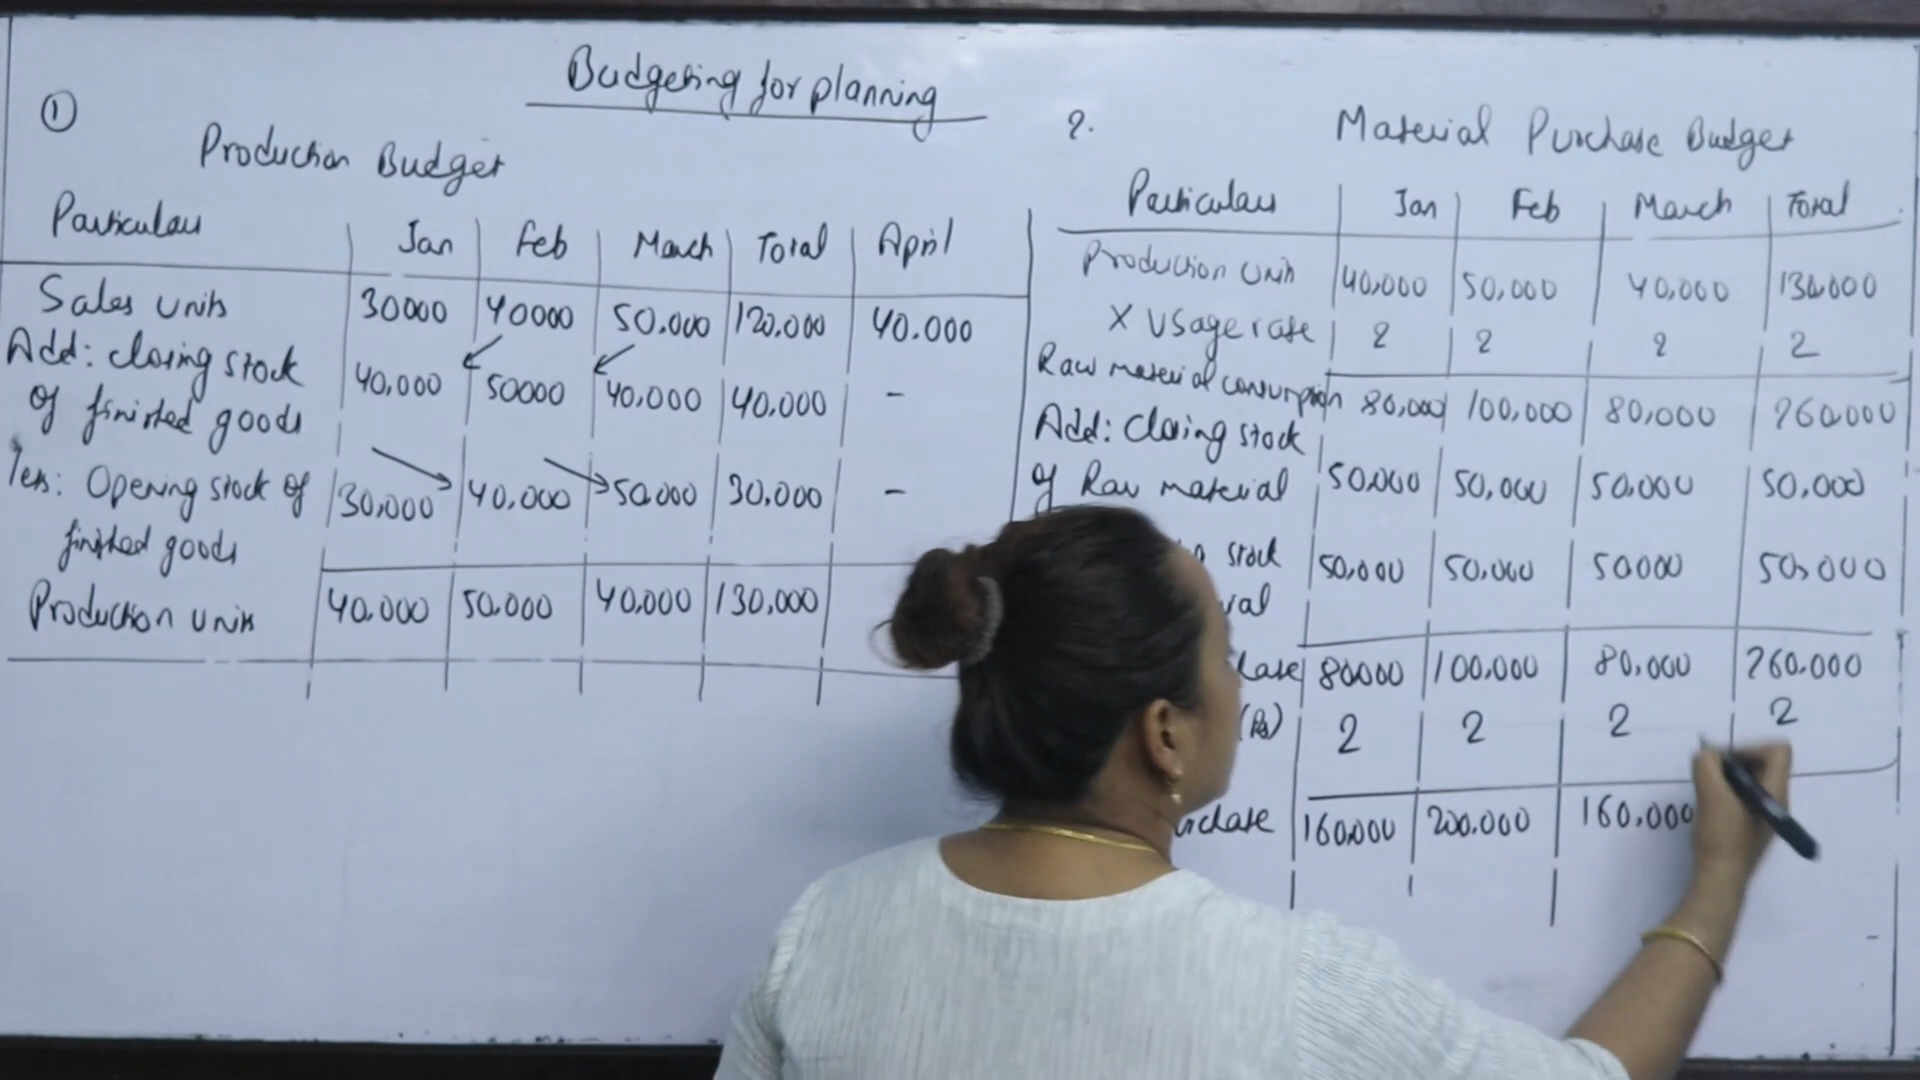 Budgeting for planning
①
Production Budget
Particulars Jan Feb March Total April
Sales units 30000 40000 50.000 120.000 40.000
Add: closing stock
of finished goods 40,000 50000 40,000 40,000 -
less: Opening stock of
finished goods 30,000 40,000 50.000 30.000 -
Production units 40.000 50.000 40,000 130,000
2.
Material Purchase Budget
Particulars Jan Feb March Total
Production unit 40,000 50,000 40,000 130,000
X Usage rate 2 2 2 2
Raw material consumption 80,000 100,000 80,000 260.000
Add: Closing stock
of Raw material 50,000 50,000 50,000 50,000
stock 50,000 50,000 50000 50,000
80000 100,000 80,000 260.000
(Rs) 2 2 2 2
160,000 200.000 160,000